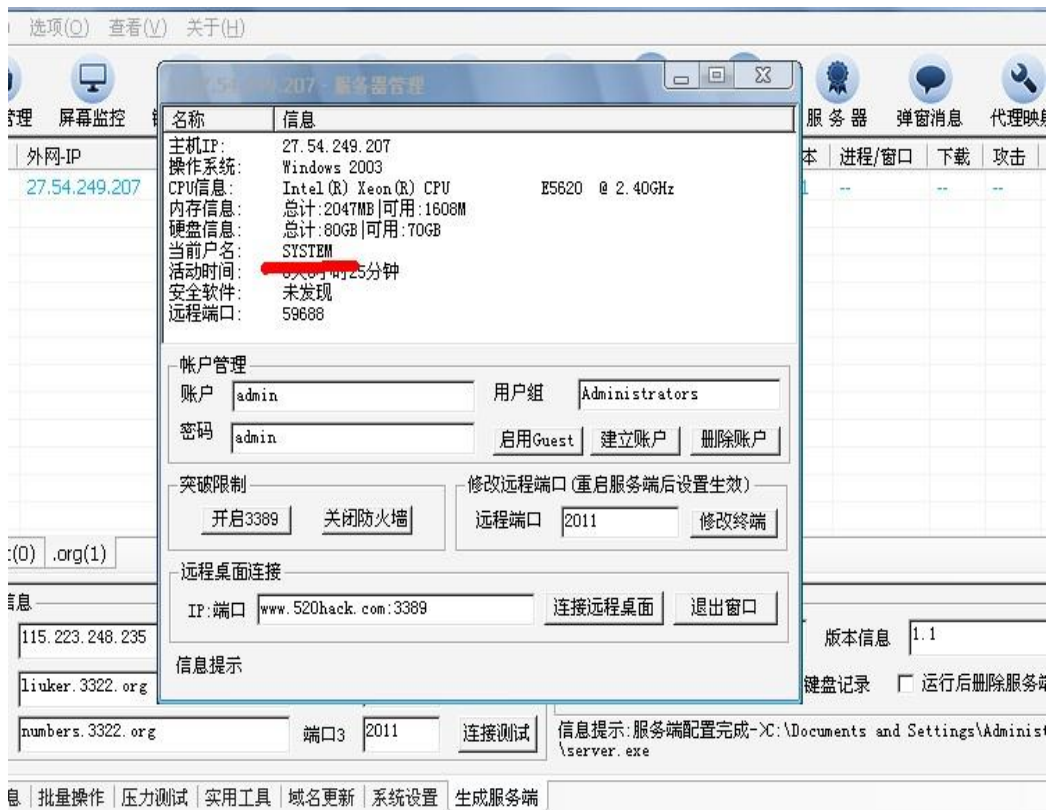 选项(O) 查看(V) 关于(H)
屏幕监控
服务器 弹窗消息 代理映射
207 - 服务器管理
名称 信息
外网-IP
进程/窗口 下载 攻击
27.54.249.207
-- -- --
主机IP: 27.54.249.207
操作系统: Windows 2003
CPU信息: Intel(R) Xeon(R) CPU E5620 @ 2.40GHz
内存信息: 总计:2047MB|可用:1608M
硬盘信息: 总计:80GB|可用:70GB
当前户名: SYSTEM
活动时间: 25分钟
安全软件: 未发现
远程端口: 59688
帐户管理
账户 admin 用户组 Administrators
密码 admin 启用Guest 建立账户 删除账户
突破限制
开启3389 关闭防火墙
修改远程端口(重启服务端后设置生效)
远程端口 2011 修改终端
(0) .org(1)
远程桌面连接
IP:端口 www.520hack.com:3389 连接远程桌面 退出窗口
信息提示
115.223.248.235
版本信息 1.1
liuker.3322.org
键盘记录 运行后删除服务端
numbers.3322.org 端口3 2011 连接测试
信息提示:服务端配置完成->C:\Documents and Settings\Administ
\server.exe
批量操作 压力测试 实用工具 域名更新 系统设置 生成服务端